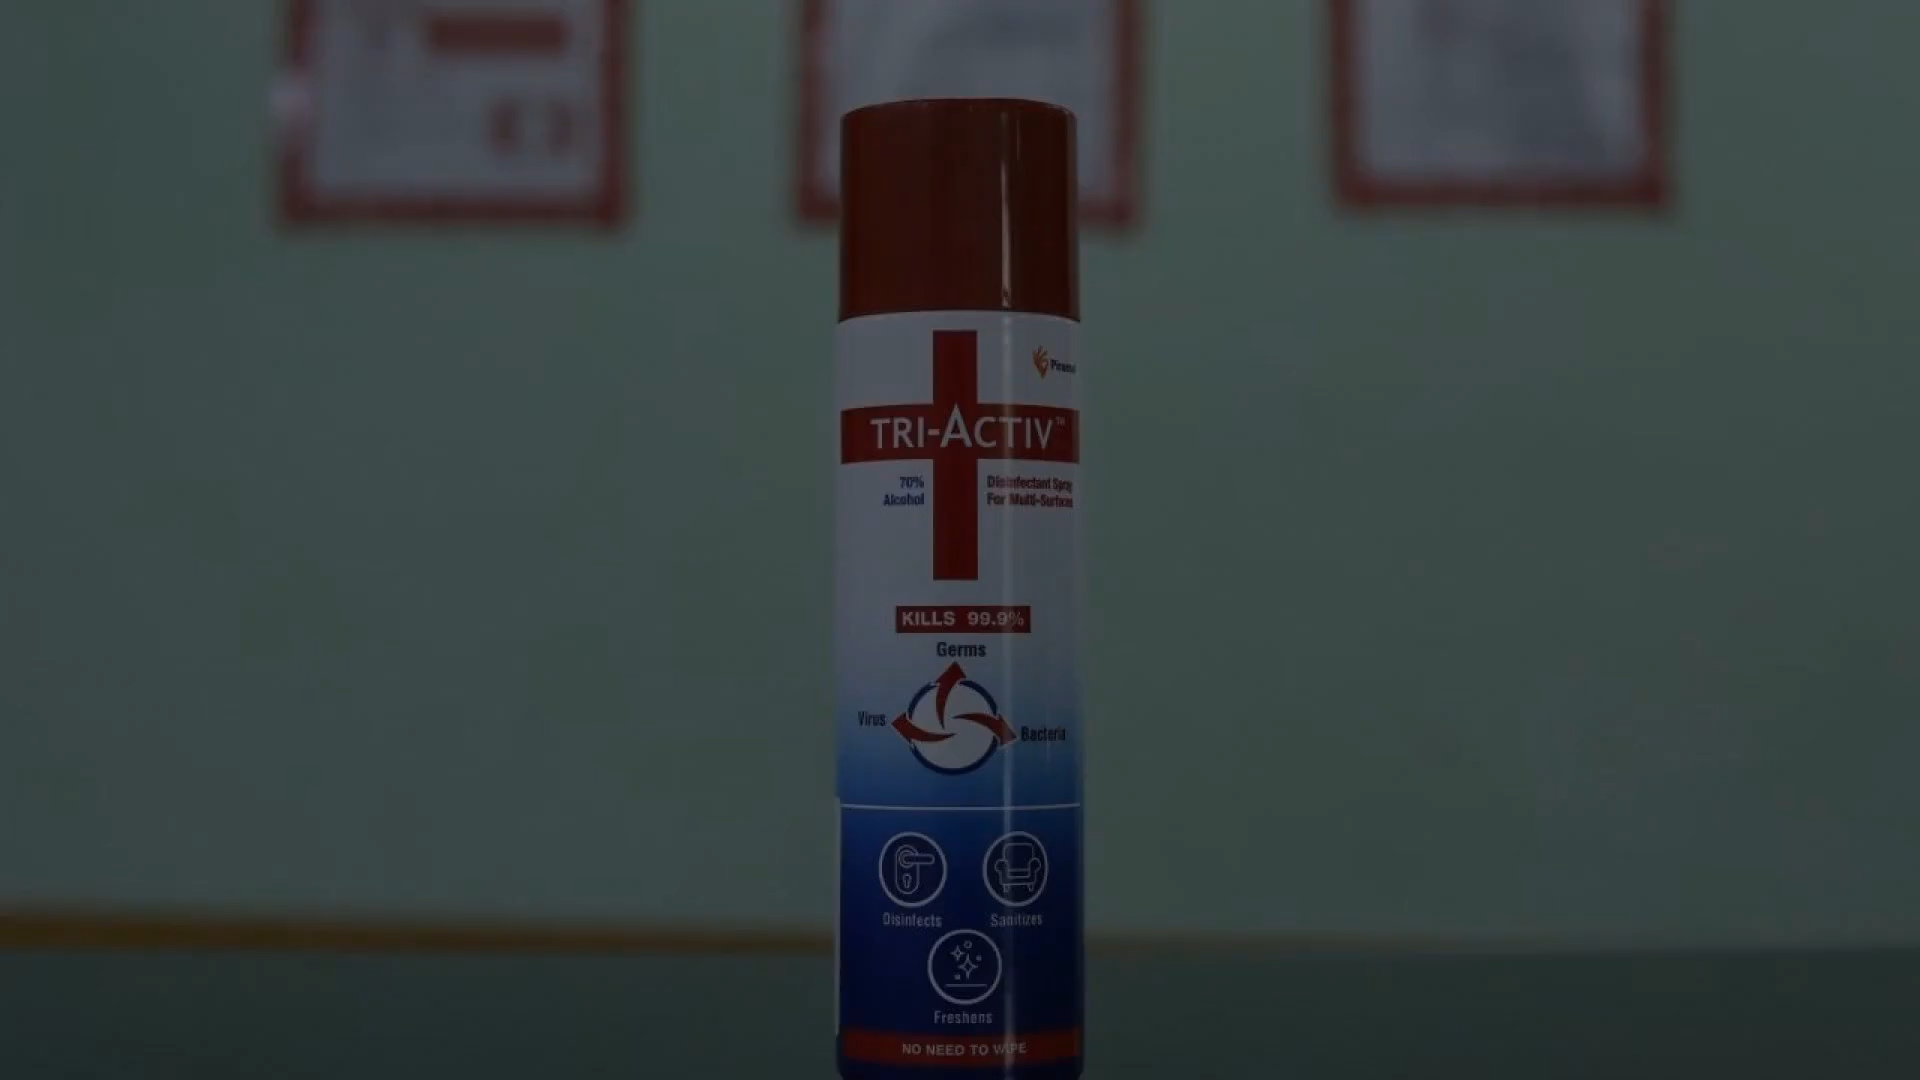 Piramal
TRI-ACTIV™
70%
Alcohol
Disinfectant Spray
For Multi-Surfaces
KILLS 99.9%
Germs
Virus
Bacteria
Disinfects
Sanitizes
Freshens
NO NEED TO WIPE